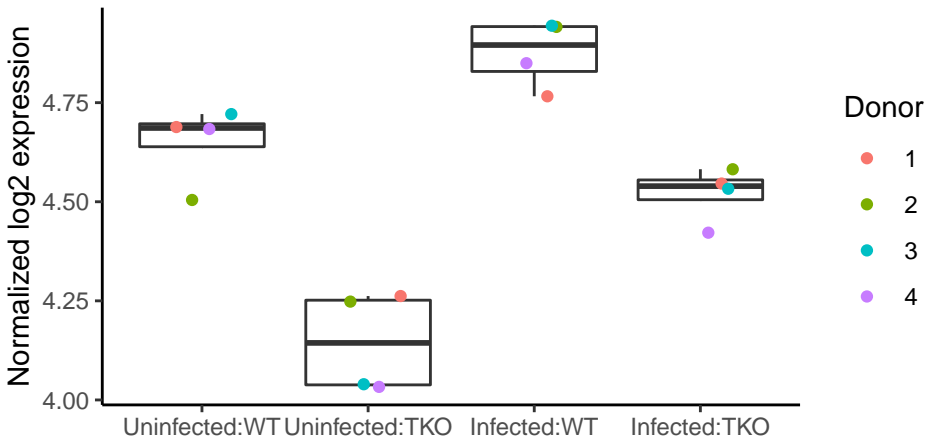 Normalized log2 expression
4.75
4.50
4.25
4.00
Uninfected:WT
Uninfected:TKO
Infected:WT
Infected:TKO
Donor
1
2
3
4